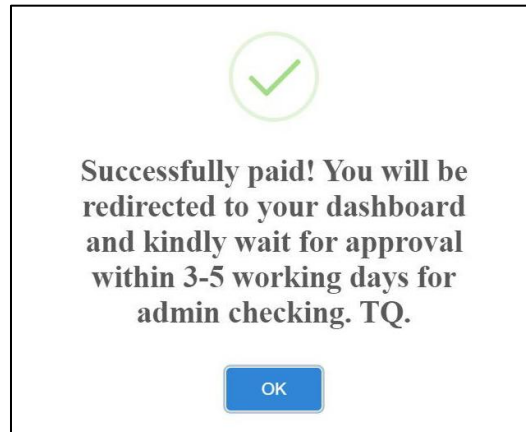 Successfully paid! You will be
redirected to your dashboard
and kindly wait for approval
within 3-5 working days for
admin checking. TQ.
OK